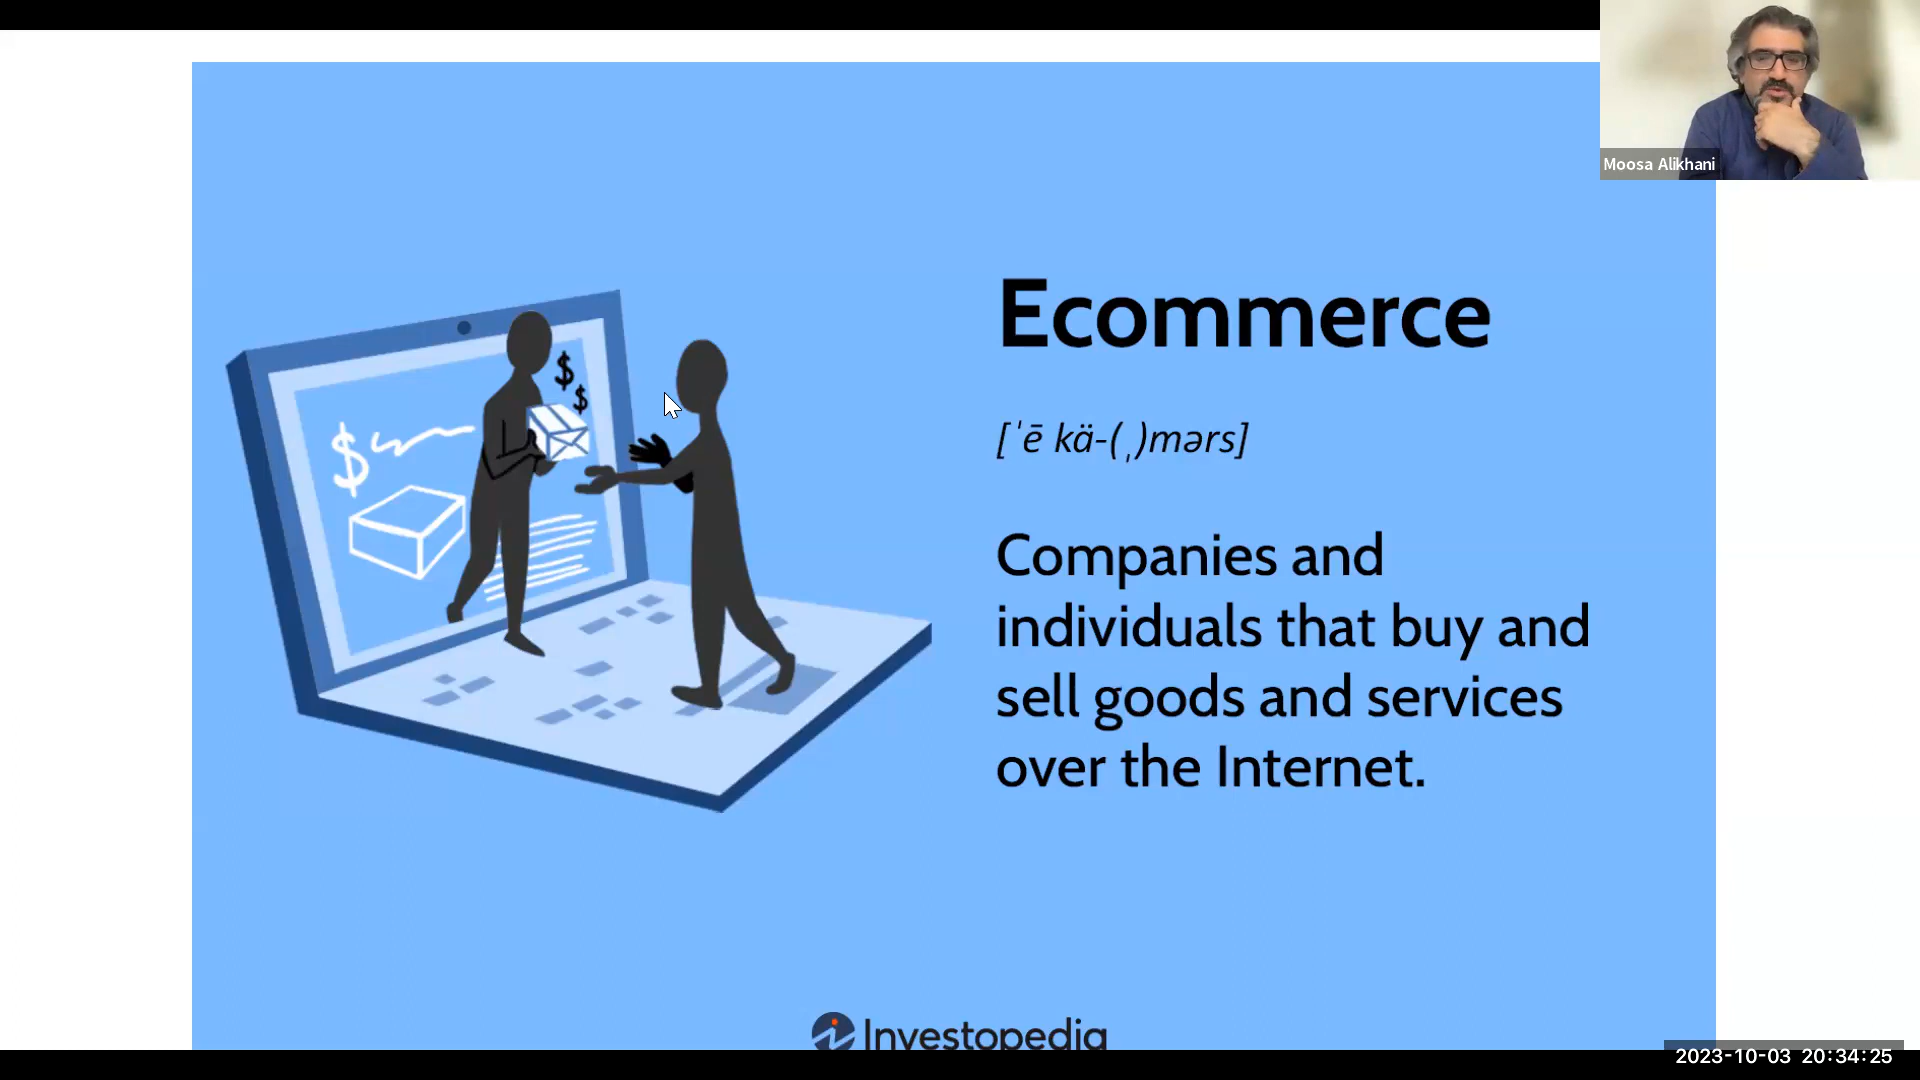 Moosa Alikhani
Ecommerce
[ˈē kä-(ˌ)mərs]
Companies and
individuals that buy and
sell goods and services
over the Internet.
$
$
$
Investopedia
2023-10-03 20:34:25